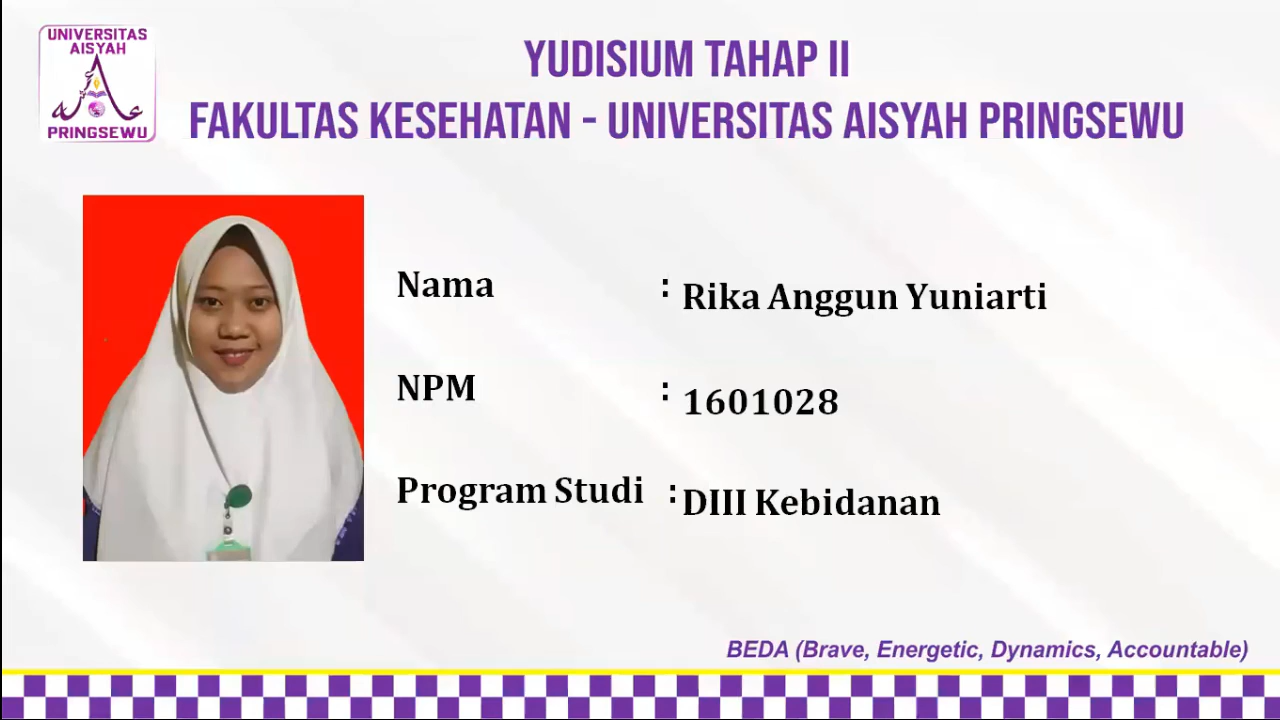 UNIVERSITAS
AISYAH
PRINGSEWU
YUDISIUM TAHAP II
FAKULTAS KESEHATAN - UNIVERSITAS AISYAH PRINGSEWU
Nama : Rika Anggun Yuniarti
NPM : 1601028
Program Studi : DIII Kebidanan
BEDA (Brave, Energetic, Dynamics, Accountable)